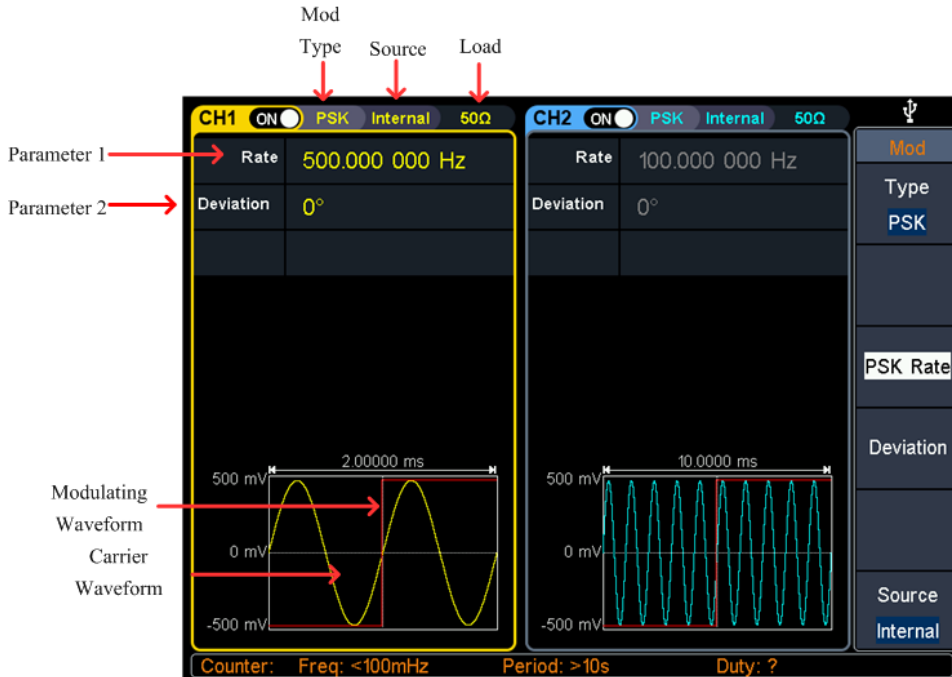 Mod
Type Source Load
CH1 ON PSK Internal 50Ω CH2 ON PSK Internal 50Ω
Parameter 1 Rate 500.000 000 Hz Rate 100.000 000 Hz Mod
Parameter 2 Deviation 0° Deviation 0° Type
PSK
PSK Rate
Deviation
2.00000 ms 10.0000 ms
500 mV 500 mV
Modulating
Waveform
0 mV 0 mV
Carrier
Waveform
Source
-500 mV -500 mV Internal
Counter: Freq: <100mHz Period: >10s Duty: ?